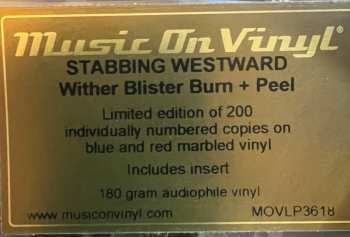 Music On Vinyl®
STABBING WESTWARD
Wither Blister Burn + Peel
Limited edition of 200
individually numbered copies on
blue and red marbled vinyl
Includes insert
180 gram audiophile vinyl
www.musiconvinyl.com MOVLP3618